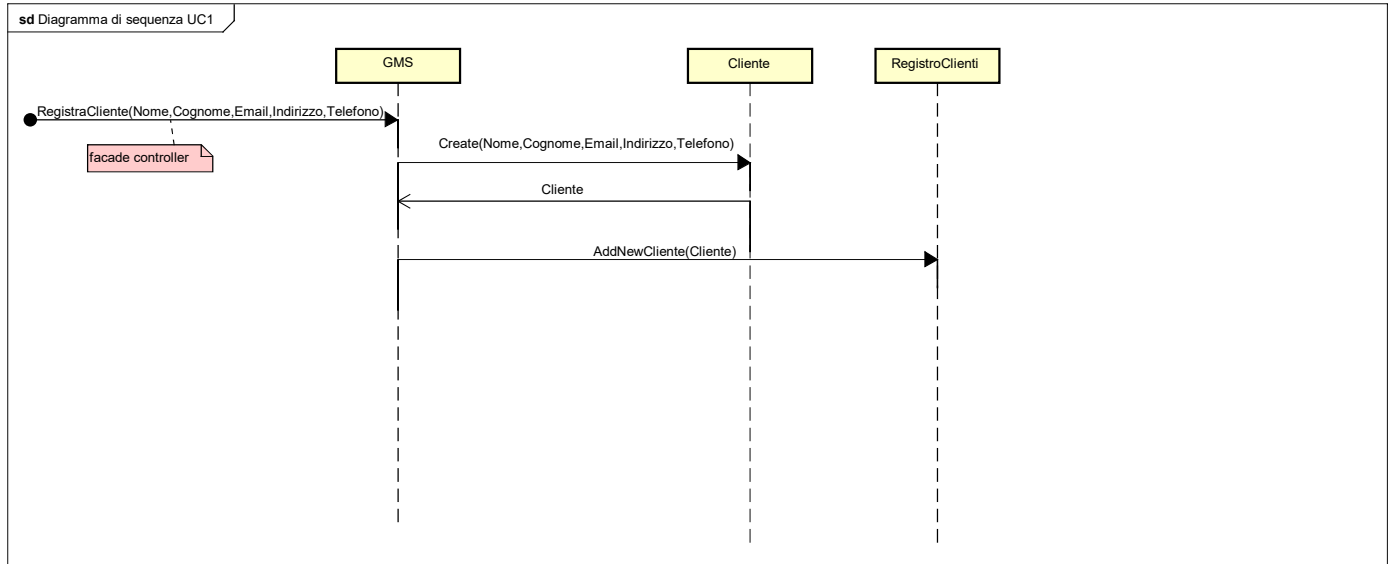 sd Diagramma di sequenza UC1
GMS
Cliente
RegistroClienti
RegistraCliente(Nome,Cognome,Email,Indirizzo,Telefono)
facade controller
Create(Nome,Cognome,Email,Indirizzo,Telefono)
Cliente
AddNewCliente(Cliente)